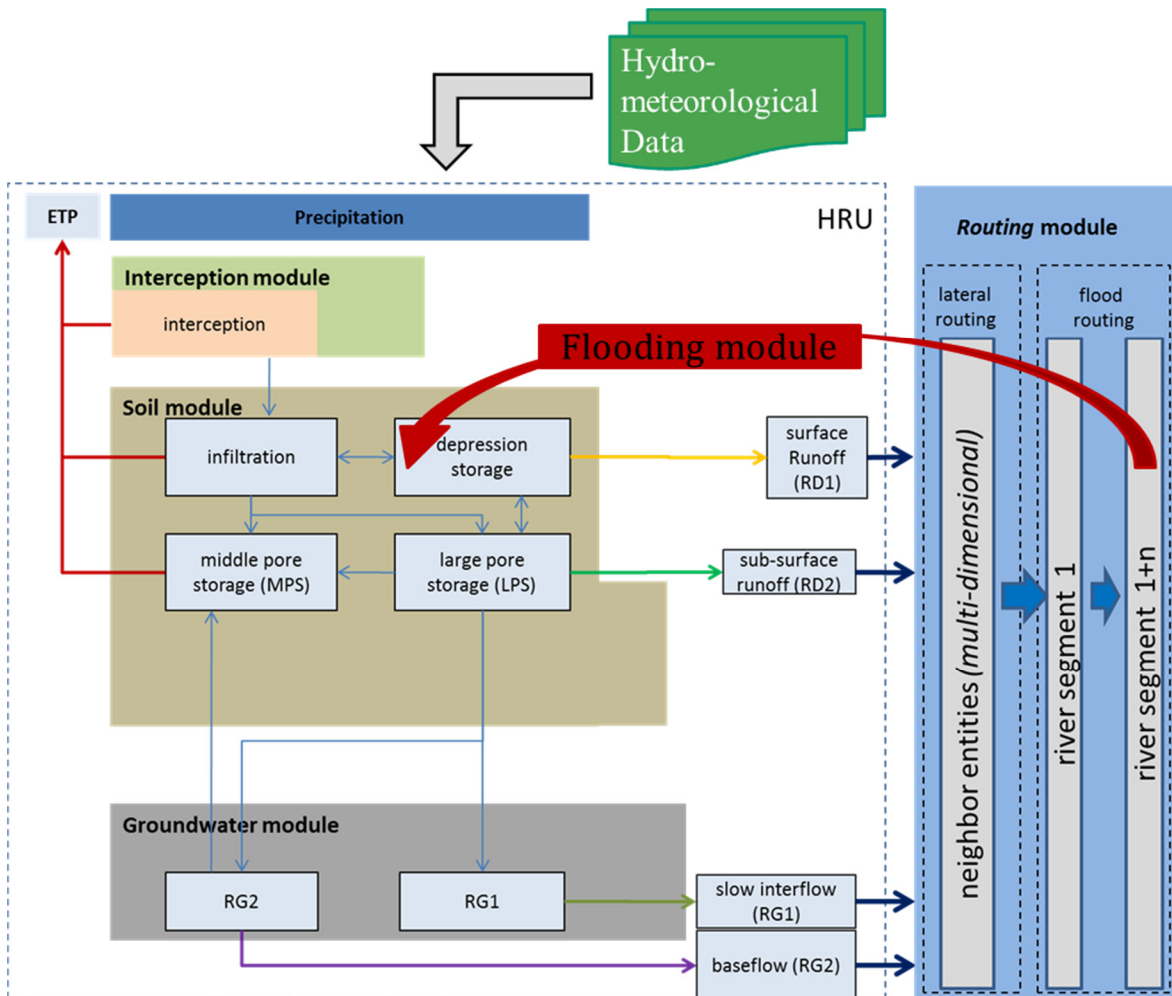 Hydro-
meteorological
Data
ETP
Precipitation
HRU
Routing module
Interception module
interception
lateral
routing
flood
routing
Flooding module
Soil module
infiltration
depression
storage
surface
Runoff
(RD1)
middle pore
storage (MPS)
large pore
storage (LPS)
sub-surface
runoff (RD2)
neighbor entities (multi-dimensional)
river segment 1
river segment 1+n
Groundwater module
RG2
RG1
slow interflow
(RG1)
baseflow (RG2)